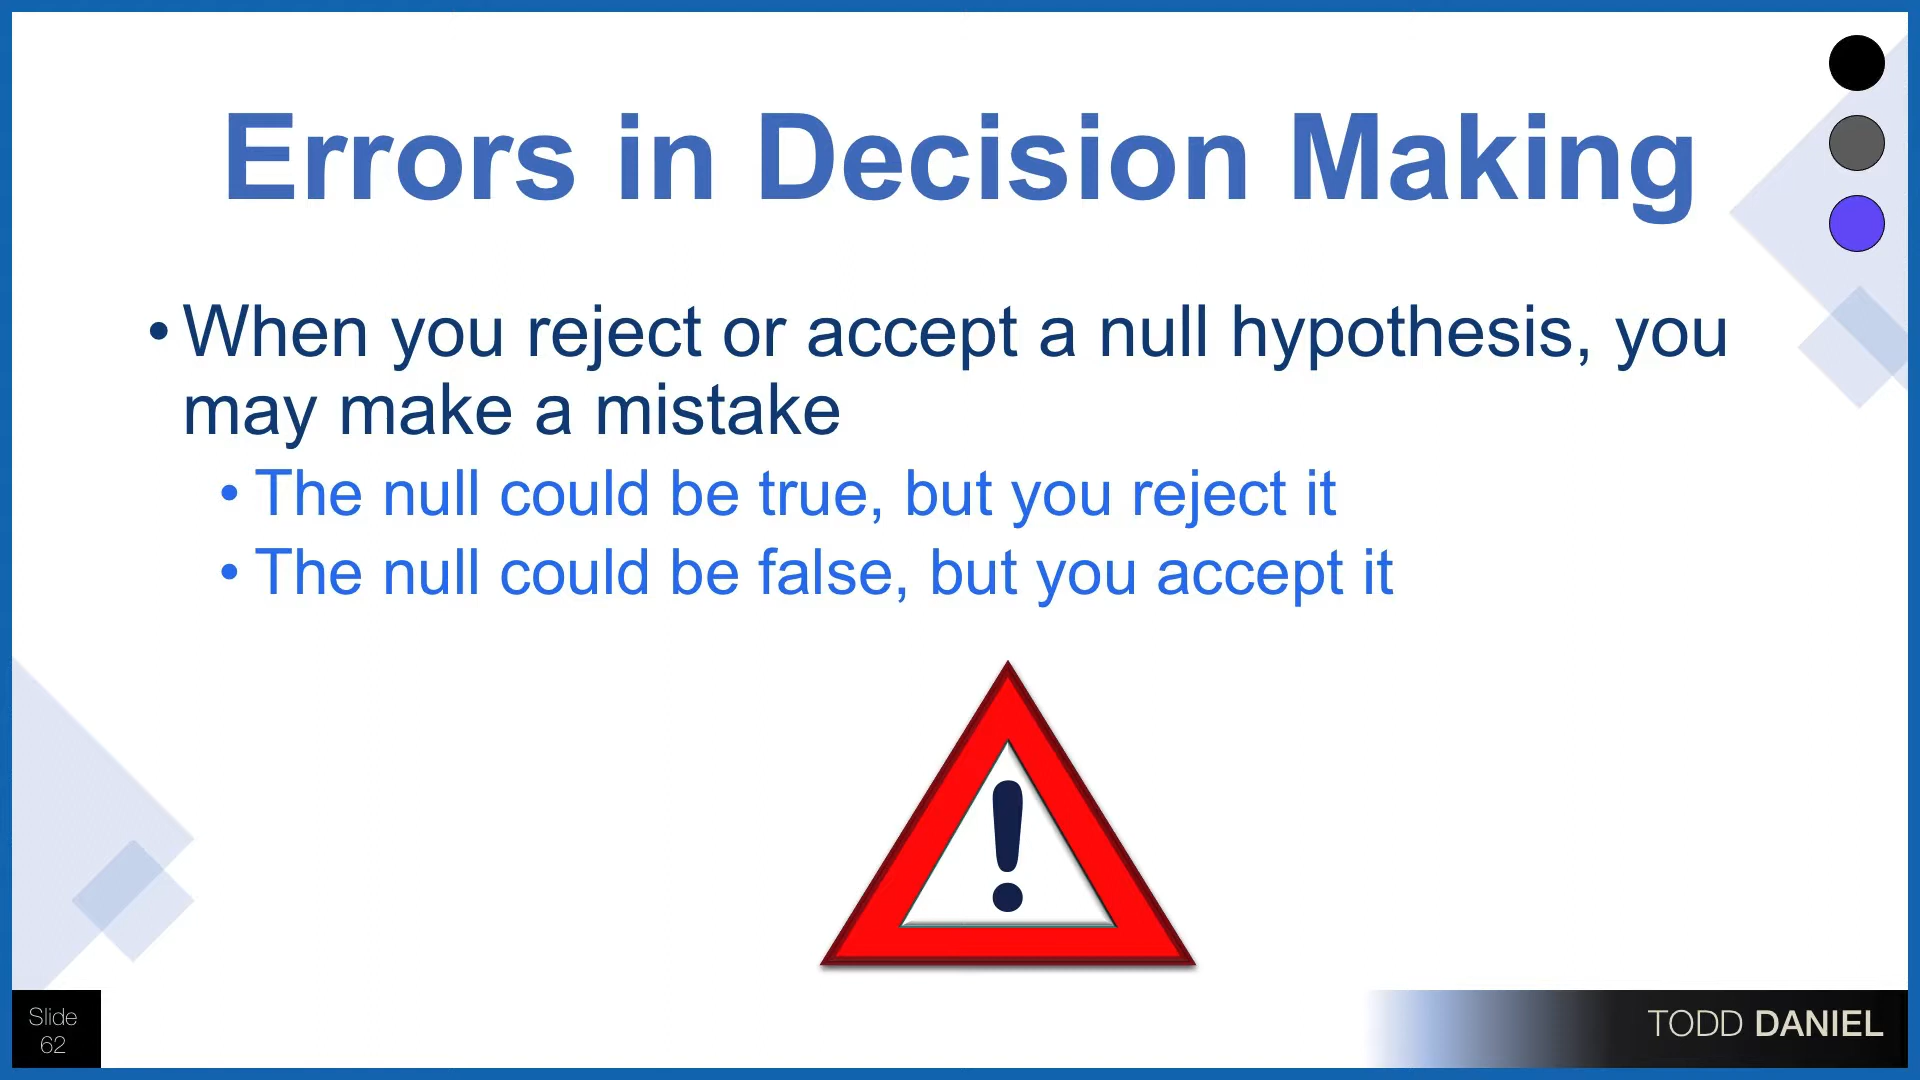 Errors in Decision Making
• When you reject or accept a null hypothesis, you
may make a mistake
• The null could be true, but you reject it
• The null could be false, but you accept it
!
Slide
62
TODD DANIEL